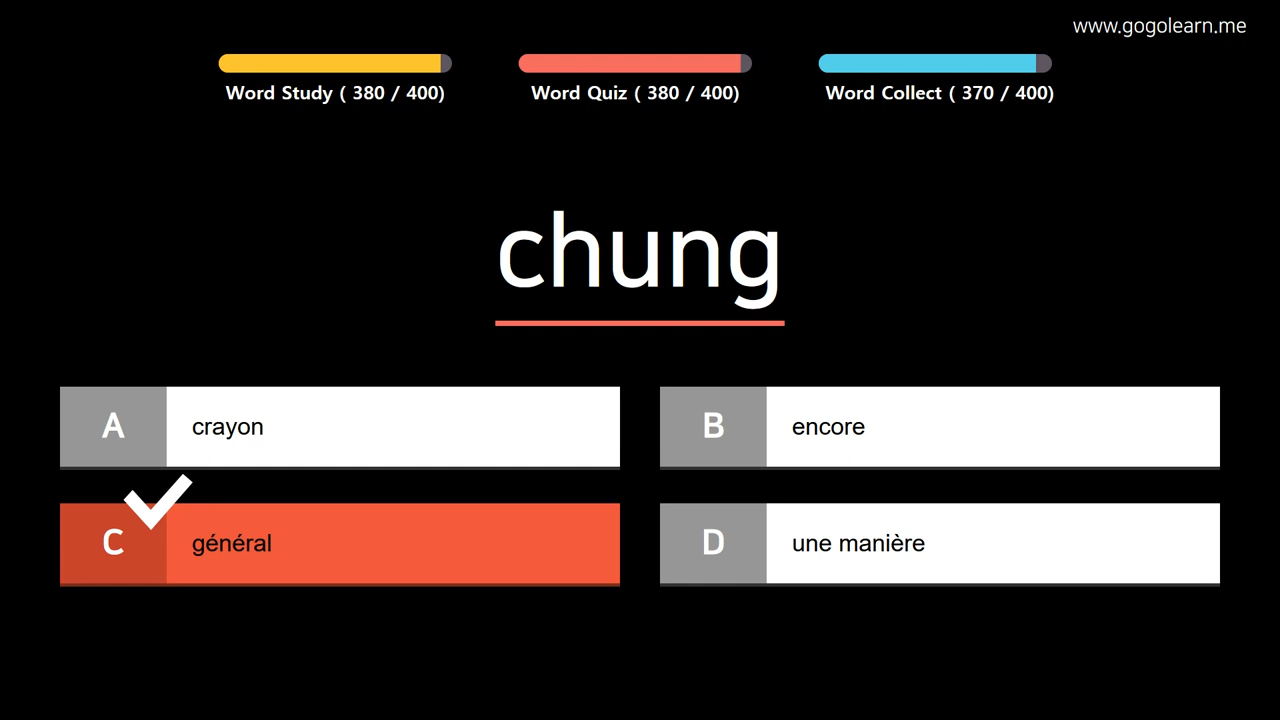 www.gogolearn.me
Word Study ( 380 / 400)
Word Quiz ( 380 / 400)
Word Collect ( 370 / 400)
chung
A crayon
B encore
C général
D une manière